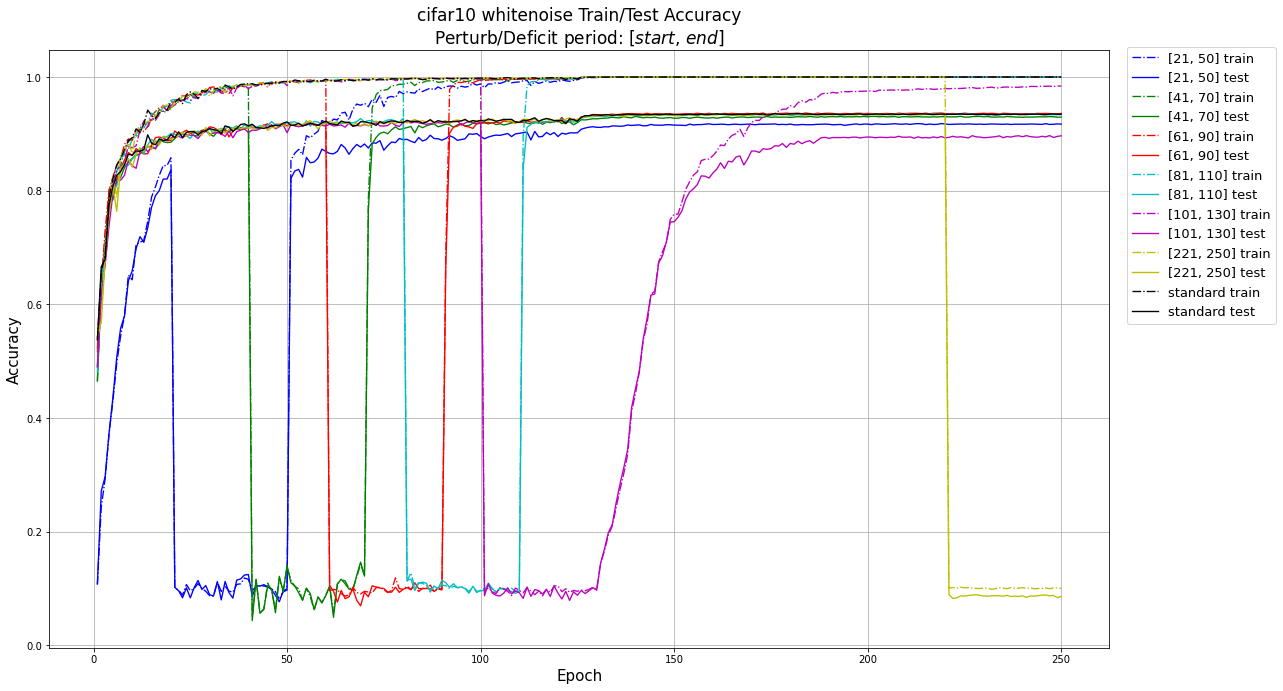 cifar10 whitenoise Train/Test Accuracy
Perturb/Deficit period: [start, end]
Accuracy
1.0
0.8
0.6
0.4
0.2
0.0
0
50
100
150
200
250
Epoch
[21, 50] train
[21, 50] test
[41, 70] train
[41, 70] test
[61, 90] train
[61, 90] test
[81, 110] train
[81, 110] test
[101, 130] train
[101, 130] test
[221, 250] train
[221, 250] test
standard train
standard test